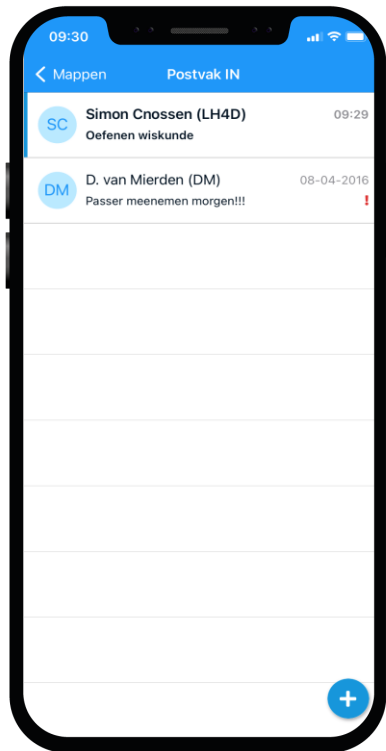 09:30
Mappen
Postvak IN
SC
Simon Cnossen (LH4D)
09:29
Oefenen wiskunde
DM
D. van Mierden (DM)
08-04-2016
Passer meenemen morgen!!!
!